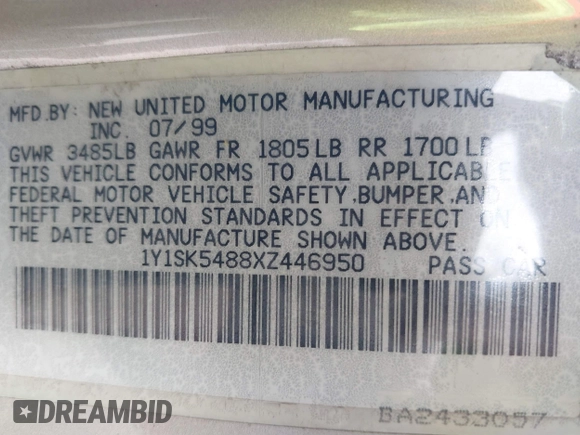 MFD.BY: NEW UNITED MOTOR MANUFACTURING
INC. 07/99
GVWR 3485LB GAWR FR 1805LB RR 1700LB
THIS VEHICLE CONFORMS TO ALL APPLICABLE
FEDERAL MOTOR VEHICLE SAFETY,BUMPER,AND
THEFT PREVENTION STANDARDS IN EFFECT ON
THE DATE OF MANUFACTURE SHOWN ABOVE.
1Y1SK5488XZ446950 PASS CAR
BA2433057
DREAMBID